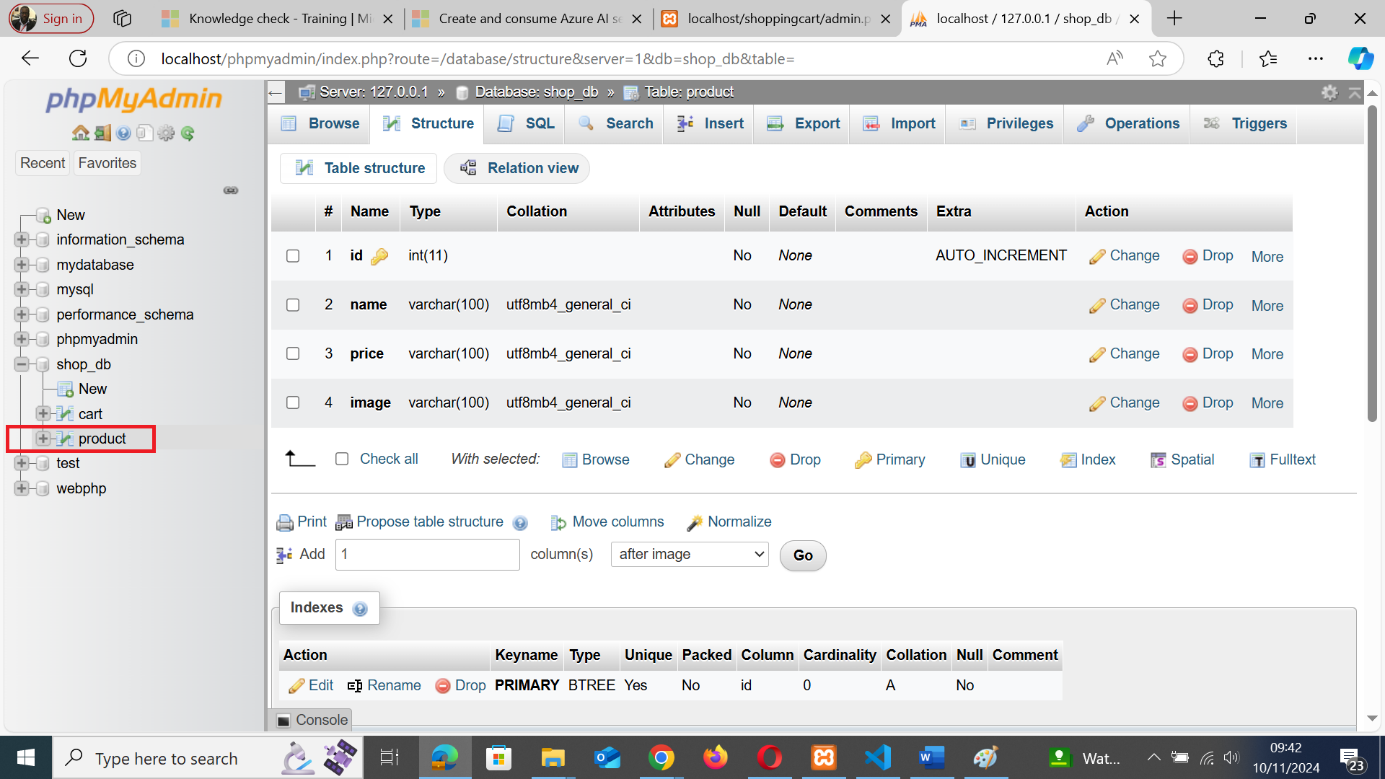 Sign in
Knowledge check - Training | Mi
Create and consume Azure AI se
localhost/shoppingcart/admin.p
PMA
localhost / 127.0.0.1 / shop_db /
localhost/phpmyadmin/index.php?route=/database/structure&server=1&db=shop_db&table=
phpMyAdmin
Recent Favorites
New
information_schema
mydatabase
mysql
performance_schema
phpmyadmin
shop_db
New
cart
product
test
webphp
Server: 127.0.0.1 » Database: shop_db » Table: product
Browse Structure SQL Search Insert Export Import Privileges Operations Triggers
Table structure Relation view
# Name Type Collation Attributes Null Default Comments Extra Action
1 id int(11) No None AUTO_INCREMENT Change Drop More
2 name varchar(100) utf8mb4_general_ci No None Change Drop More
3 price varchar(100) utf8mb4_general_ci No None Change Drop More
4 image varchar(100) utf8mb4_general_ci No None Change Drop More
Check all With selected: Browse Change Drop Primary Unique Index Spatial Fulltext
Print Propose table structure Move columns Normalize
Add 1 column(s) after image Go
Indexes
Action Keyname Type Unique Packed Column Cardinality Collation Null Comment
Edit Rename Drop PRIMARY BTREE Yes No id 0 A No
Console
Type here to search
Wat...
09:42
10/11/2024
23